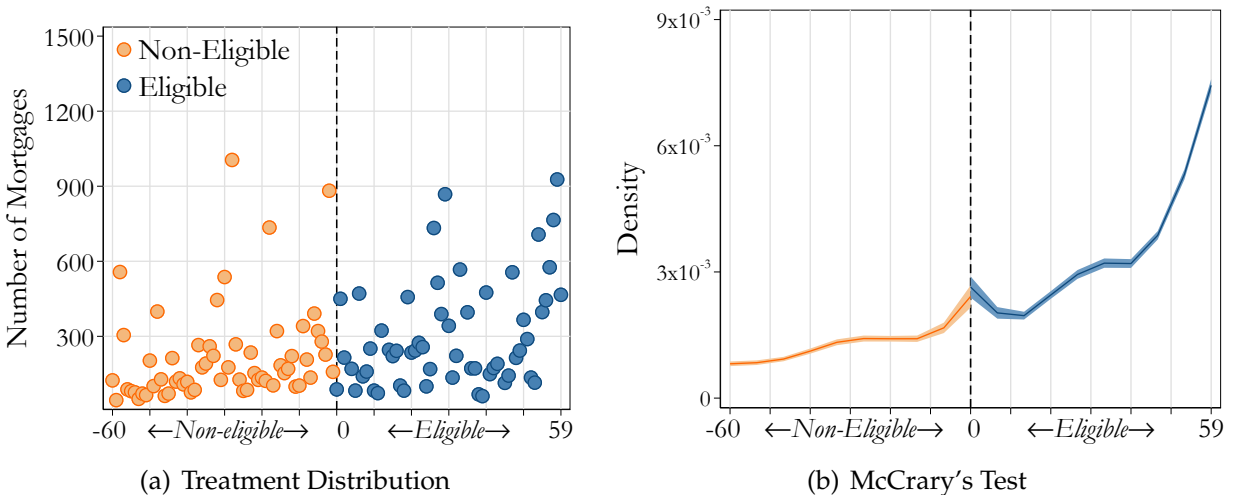 Number of Mortgages
1500
1200
900
600
300
Non-Eligible
Eligible
-60
←Non-eligible→
0
←Eligible→
59
(a) Treatment Distribution
Density
9x10⁻³
6x10⁻³
3x10⁻³
0
-60
←Non-Eligible→
0
←Eligible→
59
(b) McCrary's Test